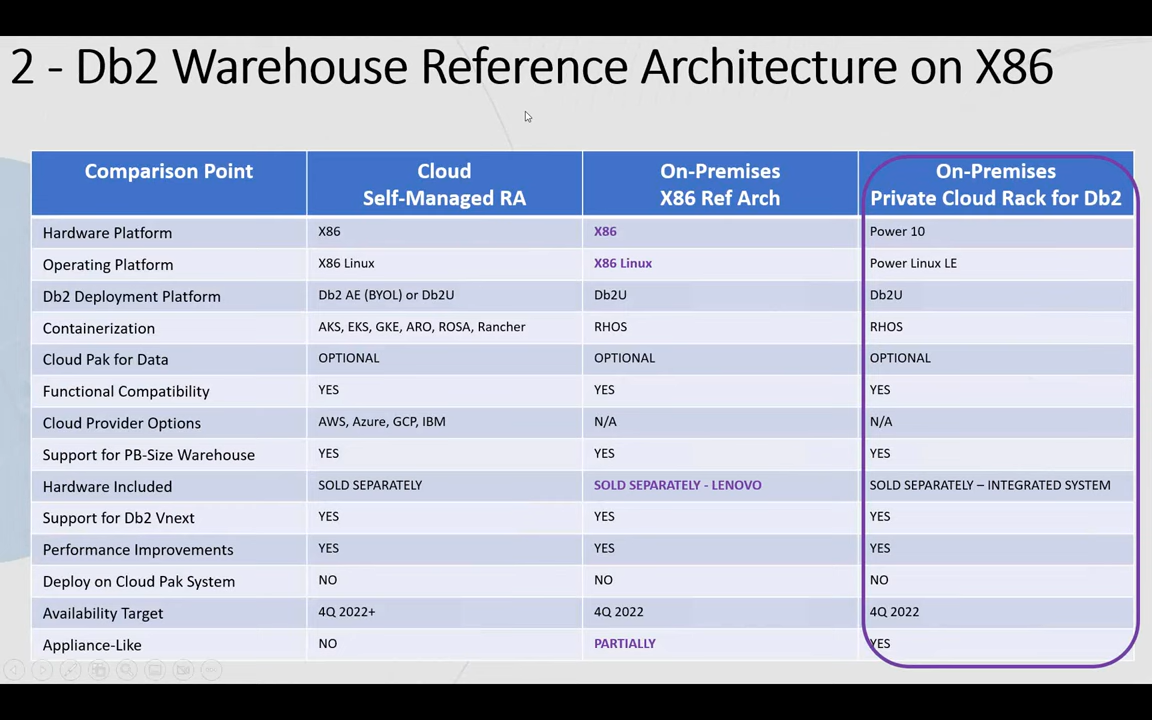 2 - Db2 Warehouse Reference Architecture on X86
Comparison Point | Cloud Self-Managed RA | On-Premises X86 Ref Arch | On-Premises Private Cloud Rack for Db2
Hardware Platform | X86 | X86 | Power 10
Operating Platform | X86 Linux | X86 Linux | Power Linux LE
Db2 Deployment Platform | Db2 AE (BYOL) or Db2U | Db2U | Db2U
Containerization | AKS, EKS, GKE, ARO, ROSA, Rancher | RHOS | RHOS
Cloud Pak for Data | OPTIONAL | OPTIONAL | OPTIONAL
Functional Compatibility | YES | YES | YES
Cloud Provider Options | AWS, Azure, GCP, IBM | N/A | N/A
Support for PB-Size Warehouse | YES | YES | YES
Hardware Included | SOLD SEPARATELY | SOLD SEPARATELY - LENOVO | SOLD SEPARATELY – INTEGRATED SYSTEM
Support for Db2 Vnext | YES | YES | YES
Performance Improvements | YES | YES | YES
Deploy on Cloud Pak System | NO | NO | NO
Availability Target | 4Q 2022+ | 4Q 2022 | 4Q 2022
Appliance-Like | NO | PARTIALLY | YES